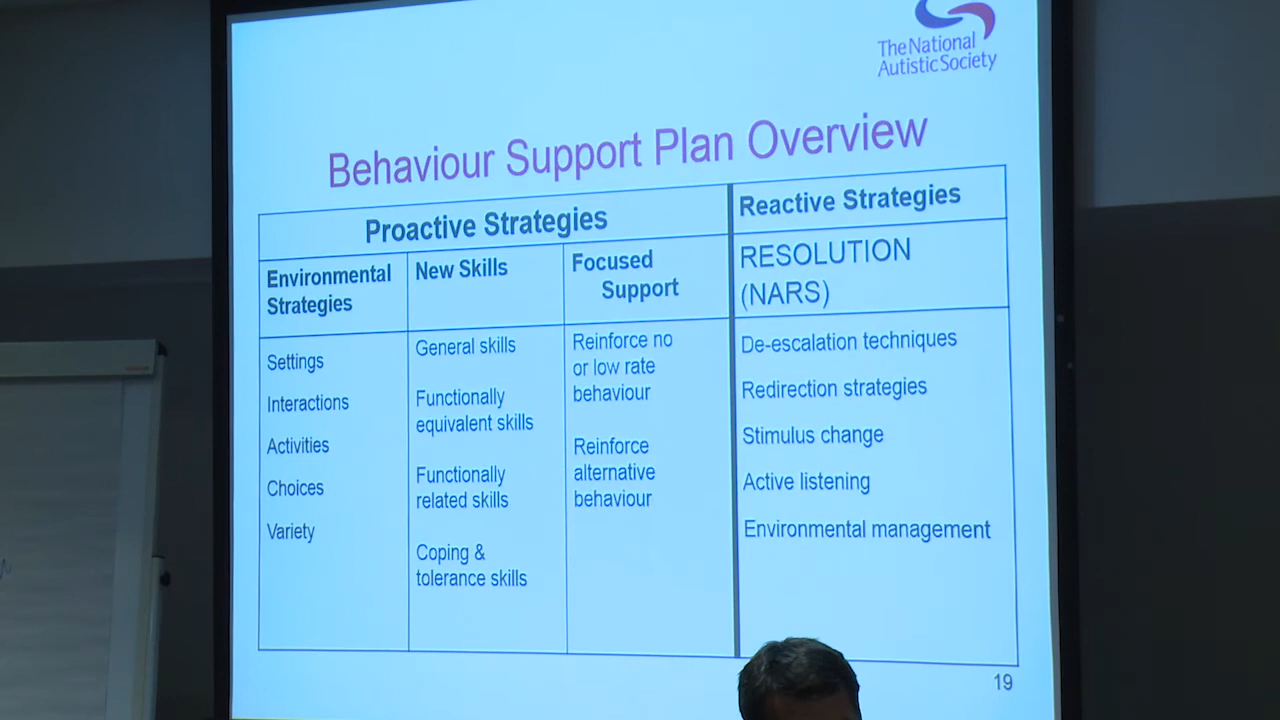 The National
Autistic Society
Behaviour Support Plan Overview
Proactive Strategies
Reactive Strategies
Environmental
Strategies
New Skills
Focused
Support
RESOLUTION
(NARS)
Settings
Interactions
Activities
Choices
Variety
General skills
Functionally
equivalent skills
Functionally
related skills
Coping &
tolerance skills
Reinforce no
or low rate
behaviour
Reinforce
alternative
behaviour
De-escalation techniques
Redirection strategies
Stimulus change
Active listening
Environmental management
19